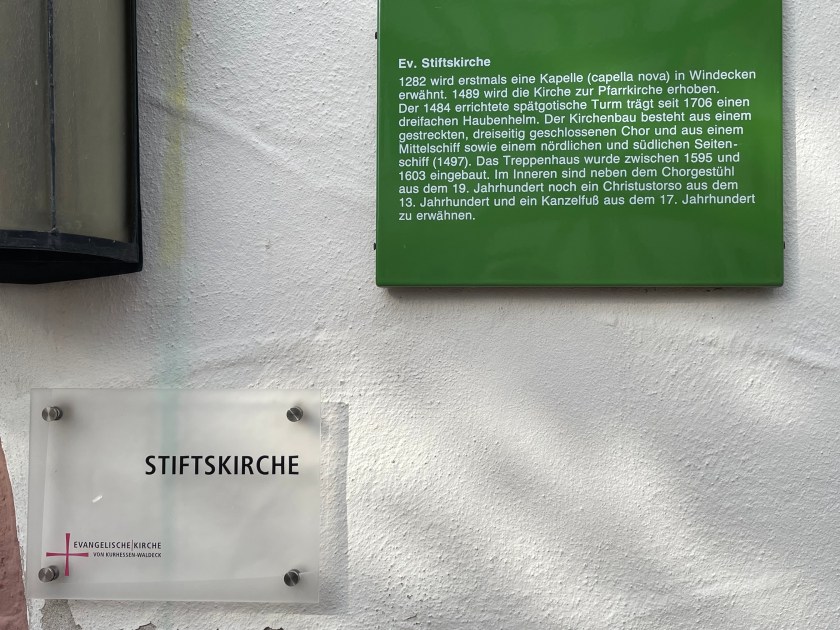 Ev. Stiftskirche
1282 wird erstmals eine Kapelle (capella nova) in Windecken
erwähnt. 1489 wird die Kirche zur Pfarrkirche erhoben.
Der 1484 errichtete spätgotische Turm trägt seit 1706 einen
dreifachen Haubenhelm. Der Kirchenbau besteht aus einem
gestreckten, dreiseitig geschlossenen Chor und aus einem
Mittelschiff sowie einem nördlichen und südlichen Seiten-
schiff (1497). Das Treppenhaus wurde zwischen 1595 und
1603 eingebaut. Im Inneren sind neben dem Chorgestühl
aus dem 19. Jahrhundert noch ein Christustorso aus dem
13. Jahrhundert und ein Kanzelfuß aus dem 17. Jahrhundert
zu erwähnen.
STIFTSKIRCHE
EVANGELISCHE|KIRCHE
VON KURHESSEN-WALDECK